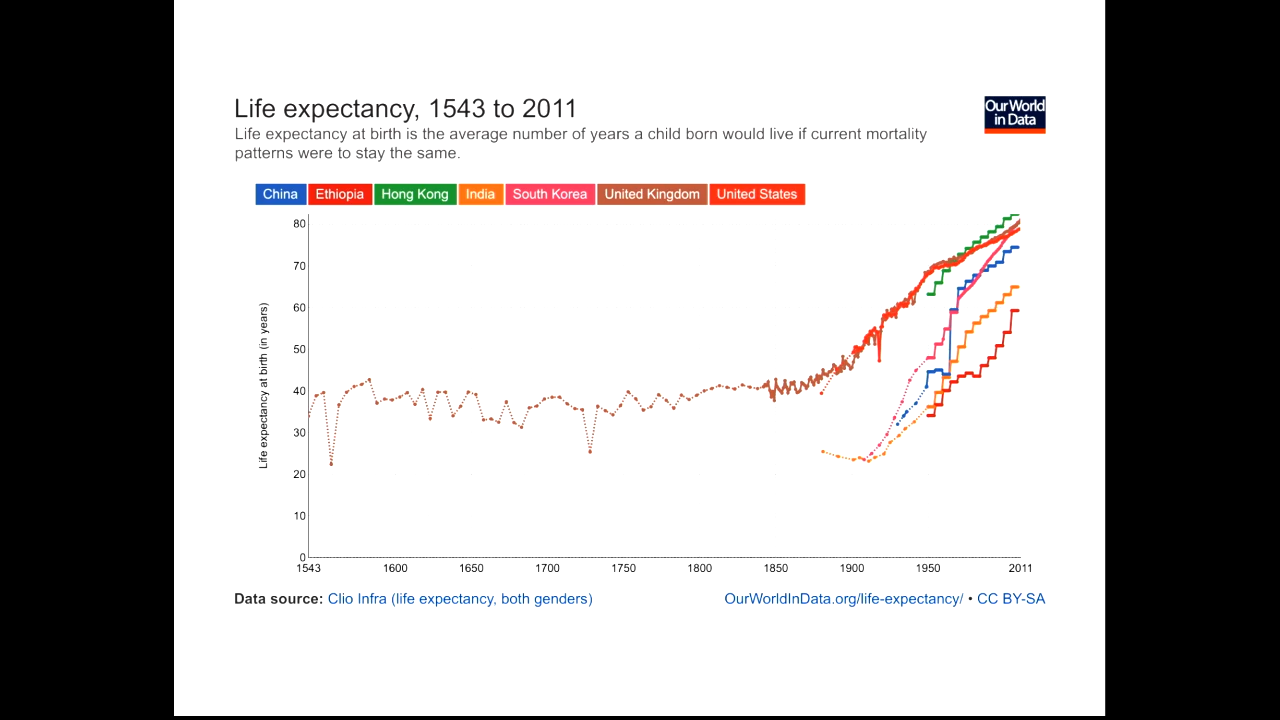 Life expectancy, 1543 to 2011
Our World
in Data
Life expectancy at birth is the average number of years a child born would live if current mortality
patterns were to stay the same.
China Ethiopia Hong Kong India South Korea United Kingdom United States
Life expectancy at birth (in years)
80
70
60
50
40
30
20
10
0
1543 1600 1650 1700 1750 1800 1850 1900 1950 2011
Data source: Clio Infra (life expectancy, both genders)
OurWorldInData.org/life-expectancy/ • CC BY-SA